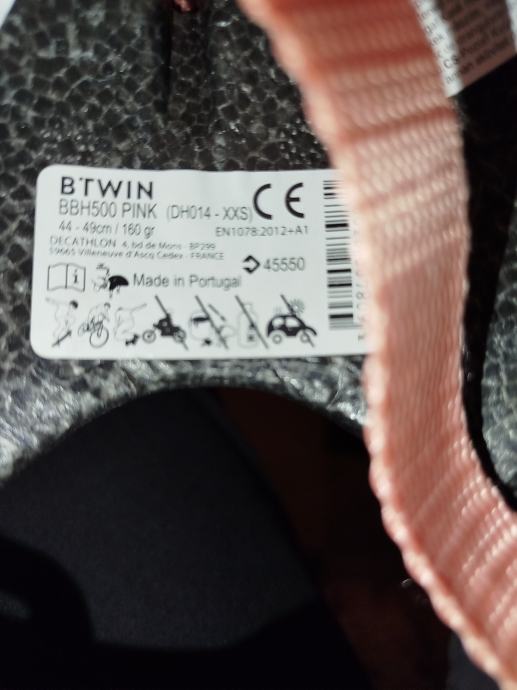 B'TWIN
BBH500 PINK (DH014 - XXS)
44 - 49cm / 160 gr
CE
EN1078:2012+A1
DECATHLON 4, bd de Mons - BP299
59665 Villeneuve d'Ascq Cedex - FRANCE
45550
Made in Portugal